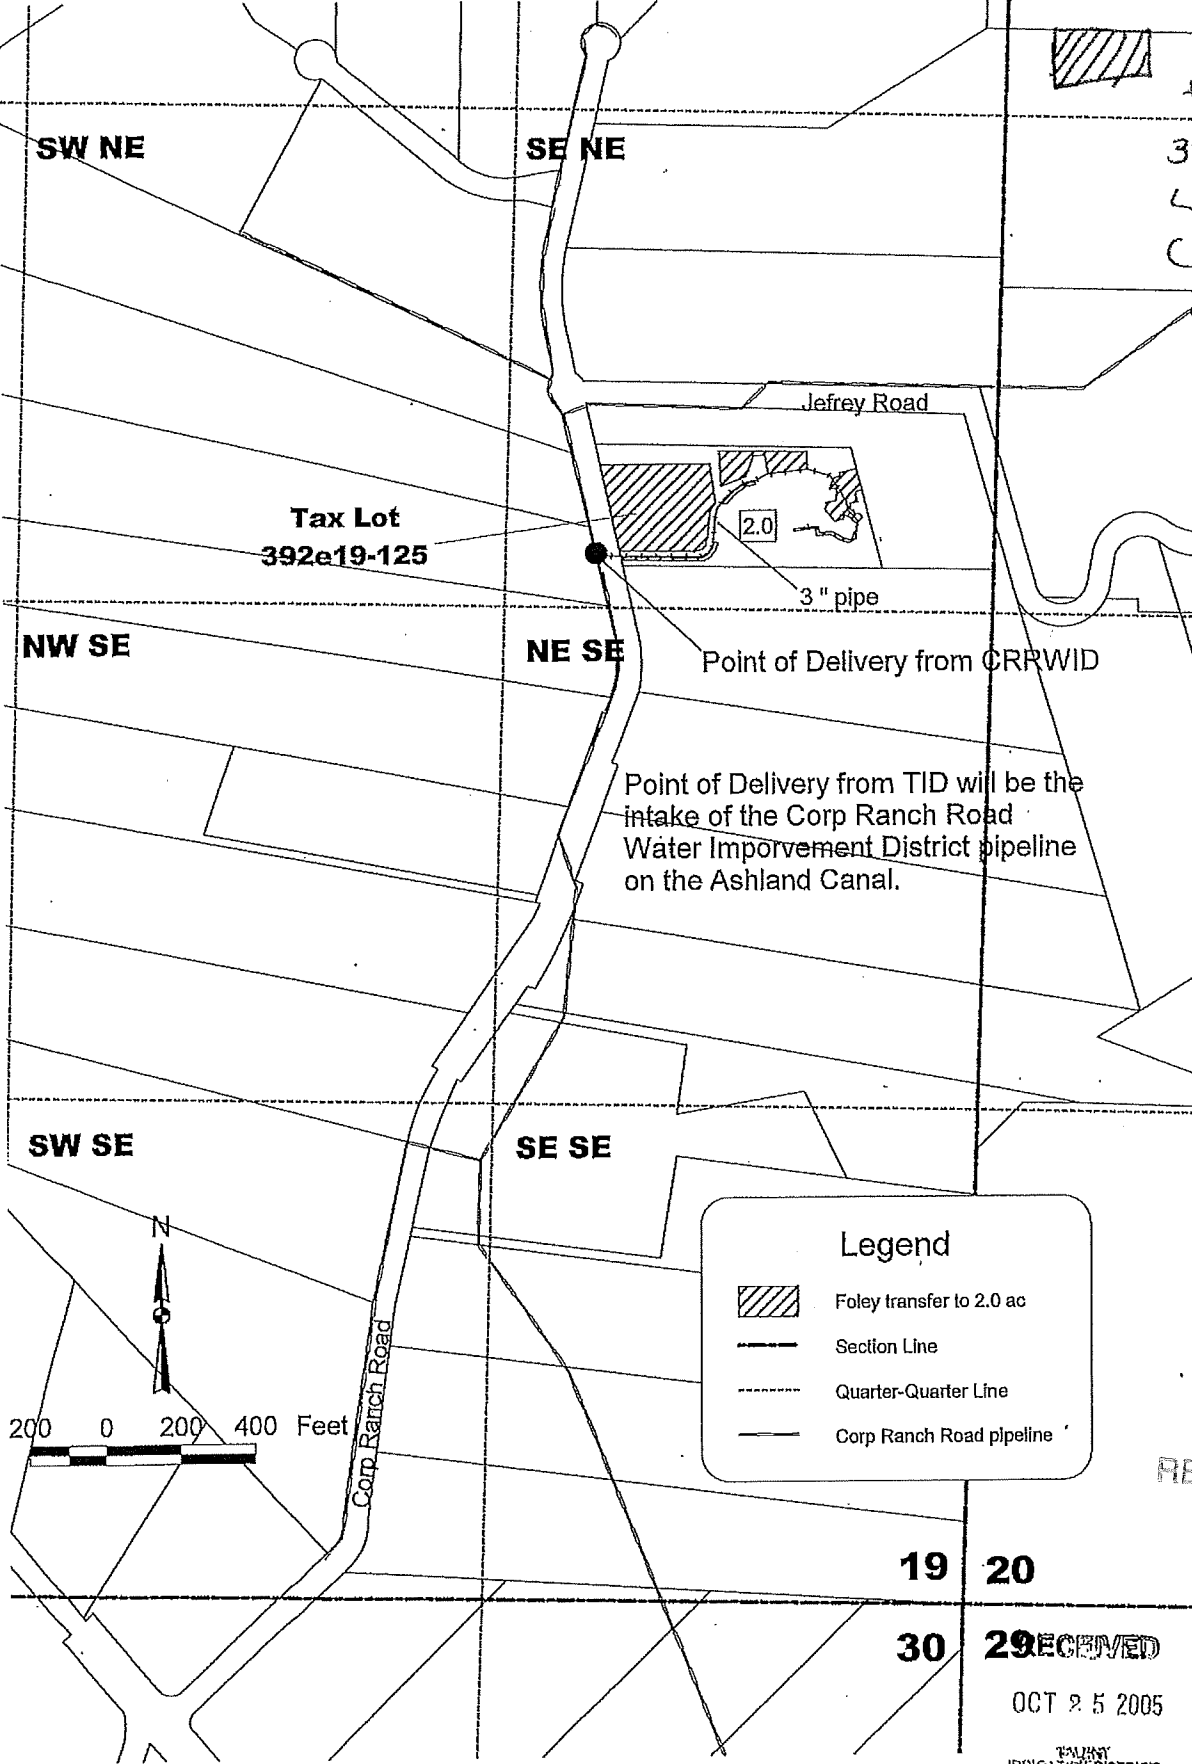 SW NE
SE NE
3
Jefrey Road
Tax Lot
392e19-125
2.0
3 " pipe
NW SE
NE SE
Point of Delivery from CRRWID
Point of Delivery from TID will be the
intake of the Corp Ranch Road
Water Imporvement District pipeline
on the Ashland Canal.
SW SE
SE SE
N
200 0 200 400 Feet
Corp Ranch Road
Legend
Foley transfer to 2.0 ac
Section Line
Quarter-Quarter Line
Corp Ranch Road pipeline
RE
19 20
30 29
RECEIVED
OCT 25 2005
TALENT